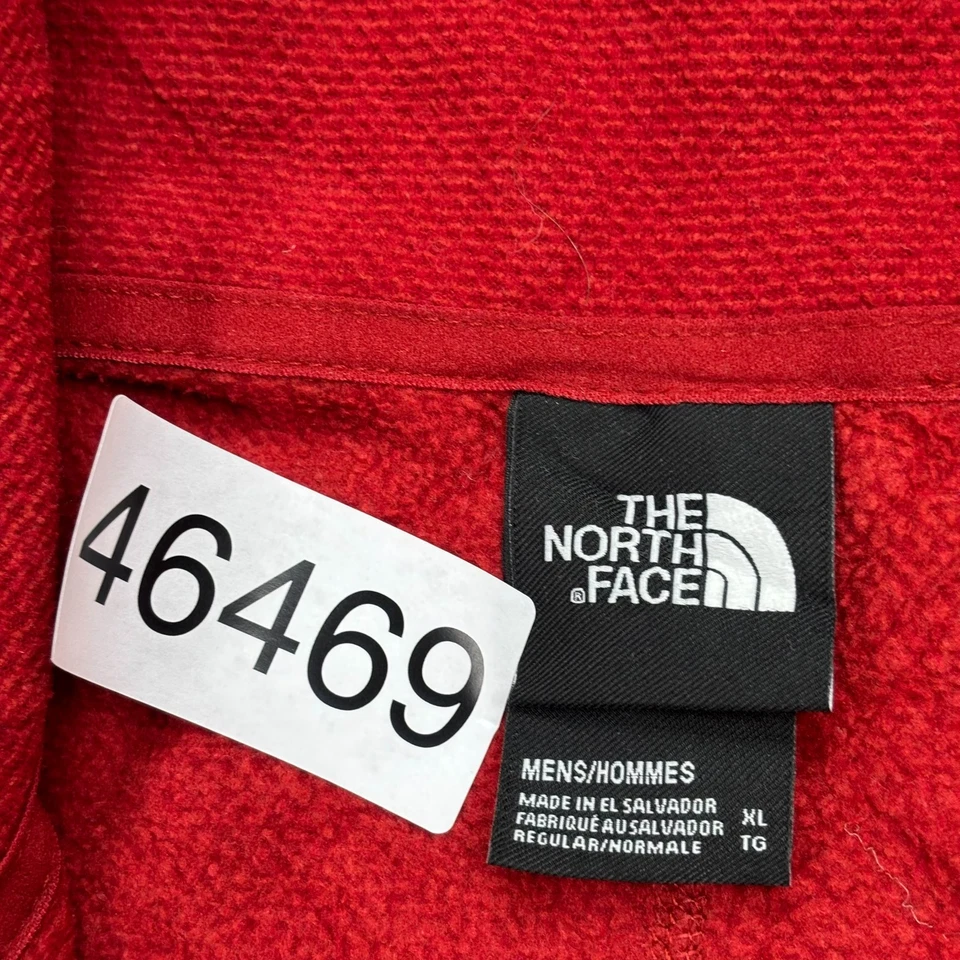 46469
THE
NORTH
® FACE
MENS/HOMMES
MADE IN EL SALVADOR
FABRIQUÉ AU SALVADOR
REGULAR/NORMALE
XL
TG